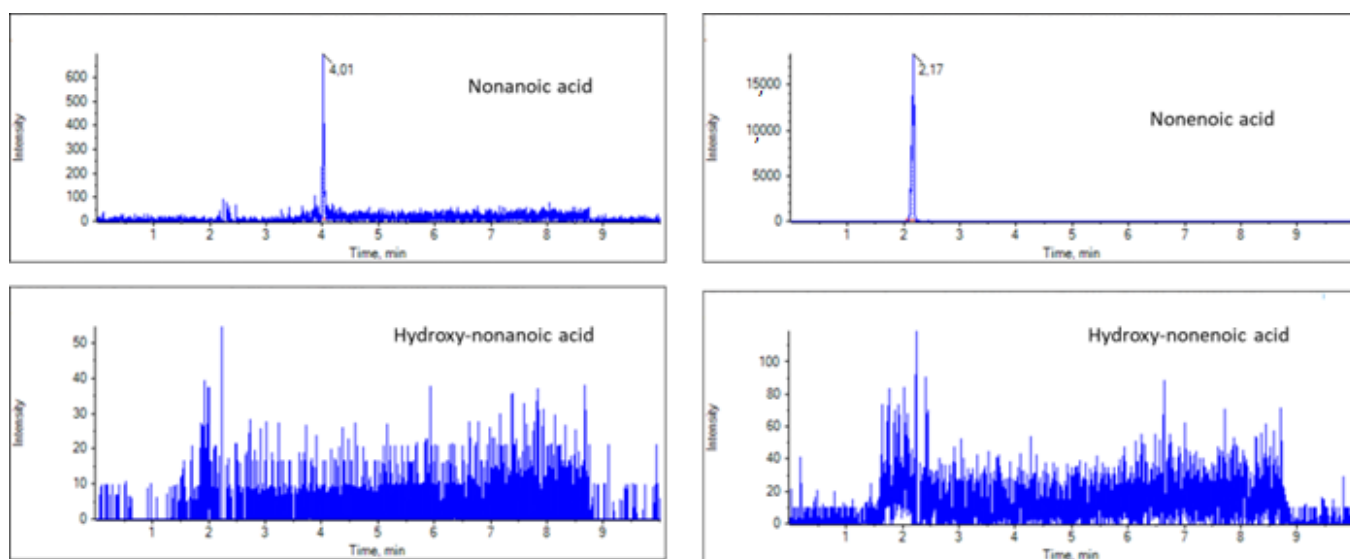 Intensity
600
500
400
300
200
100
0
4,01
Nonanoic acid
1 2 3 4 5 6 7 8 9
Time, min
Intensity
15000
10000
5000
0
2,17
Nonenoic acid
1 2 3 4 5 6 7 8 9
Time, min
Intensity
50
40
30
20
10
0
Hydroxy-nonanoic acid
1 2 3 4 5 6 7 8 9
Time, min
Intensity
100
80
60
40
20
0
Hydroxy-nonenoic acid
1 2 3 4 5 6 7 8 9
Time, min